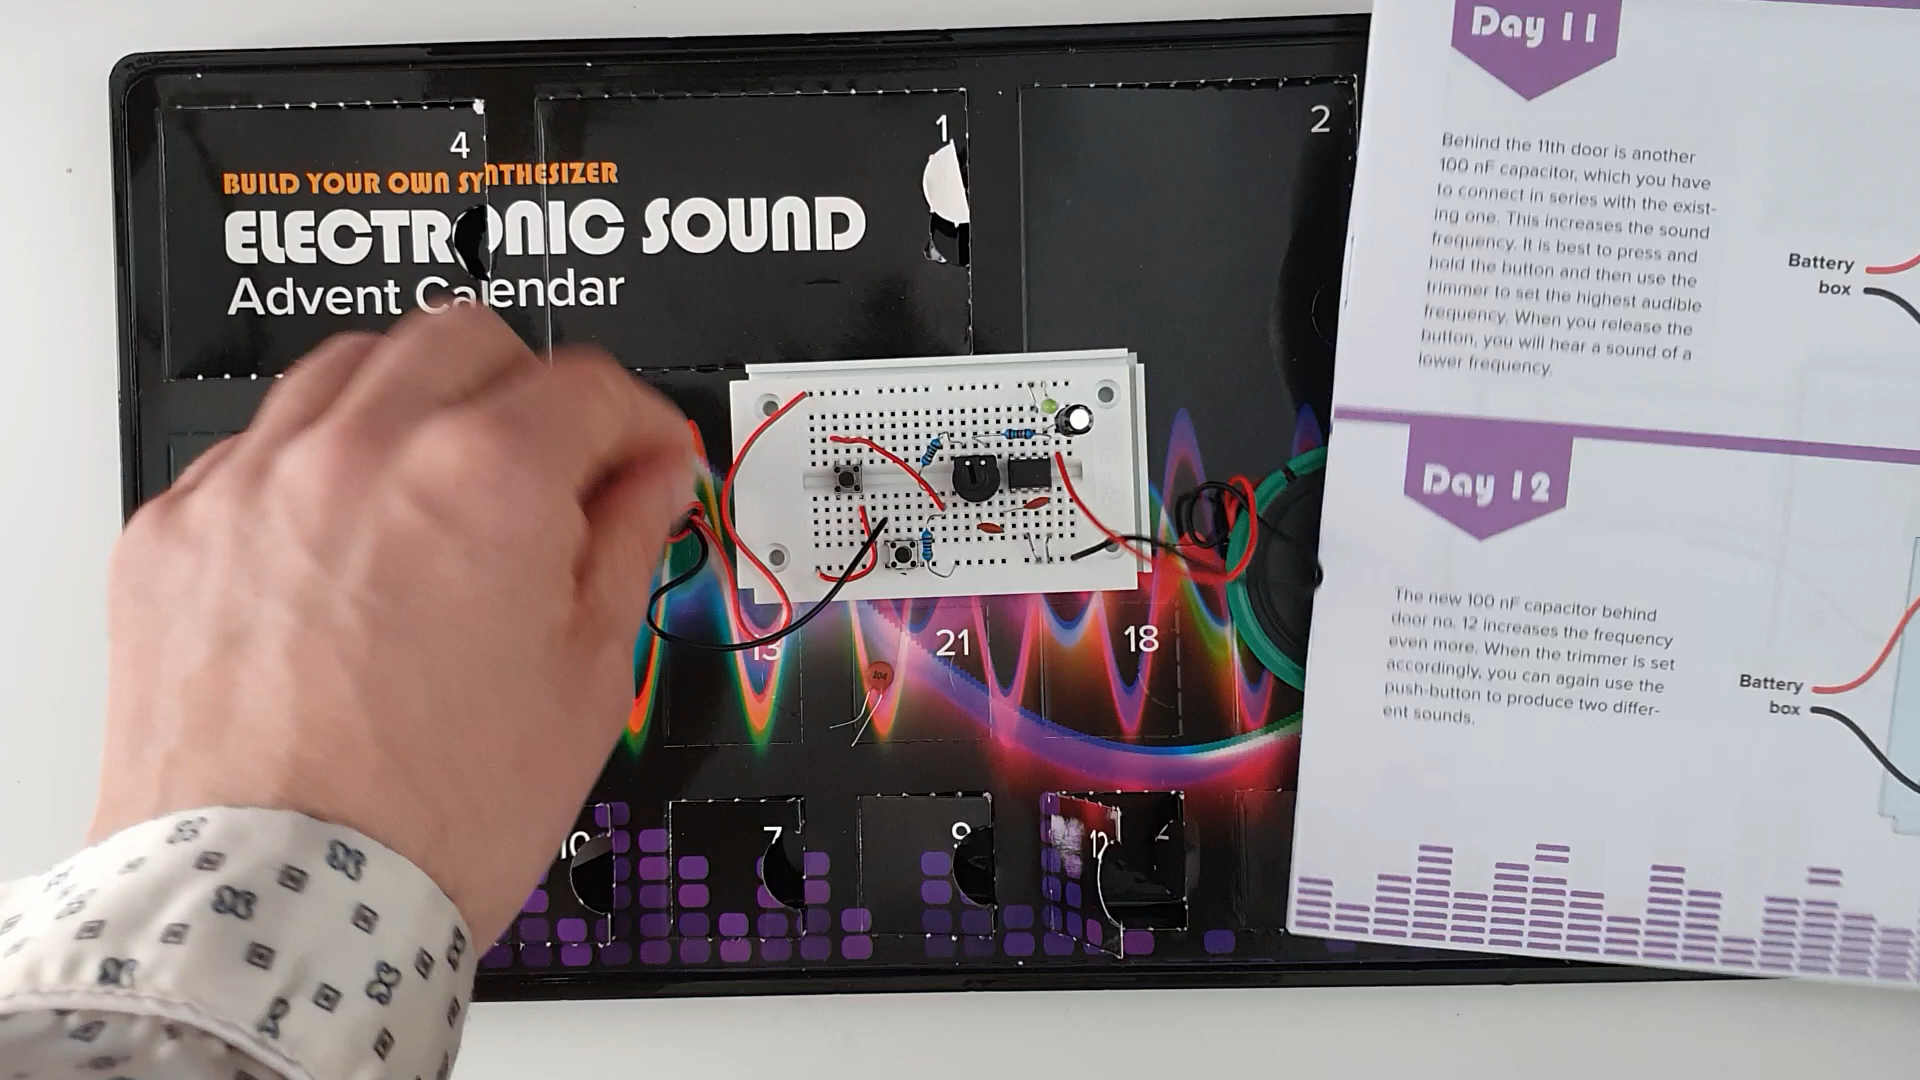 4
1
2
BUILD YOUR OWN SYNTHESIZER
ELECTRONIC SOUND
Advent Calendar
13
21
18
104
10
7
9
12
Day 11
Behind the 11th door is another
100 nF capacitor, which you have
to connect in series with the exist-
ing one. This increases the sound
frequency. It is best to press and
hold the button and then use the
trimmer to set the highest audible
frequency. When you release the
button, you will hear a sound of a
lower frequency.
Battery
box
Day 12
The new 100 nF capacitor behind
door no. 12 increases the frequency
even more. When the trimmer is set
accordingly, you can again use the
push-button to produce two differ-
ent sounds.
Battery
box